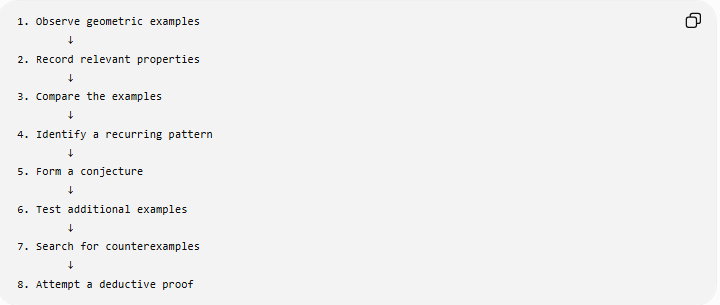 1. Observe geometric examples
↓
2. Record relevant properties
↓
3. Compare the examples
↓
4. Identify a recurring pattern
↓
5. Form a conjecture
↓
6. Test additional examples
↓
7. Search for counterexamples
↓
8. Attempt a deductive proof